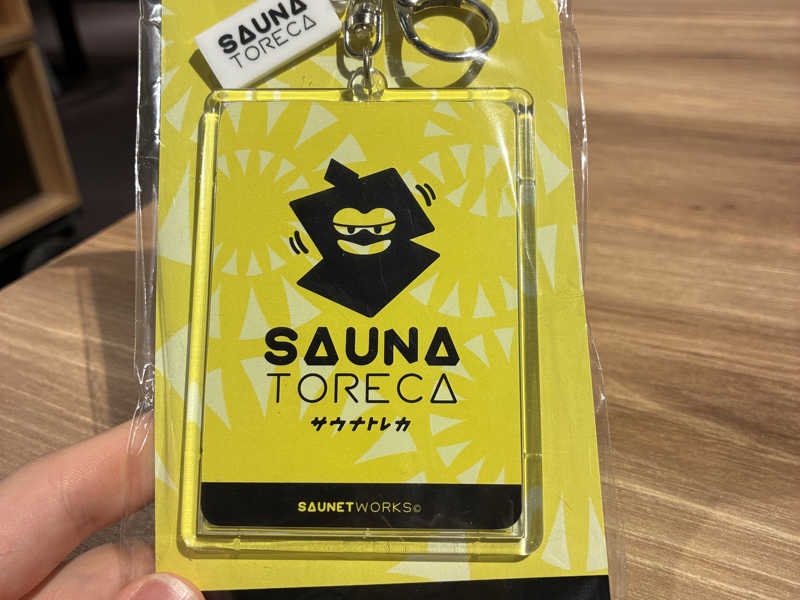 SAUNA
TORECA
SAUNA
TORECA
サウナトレカ
SAUNETWORKS©